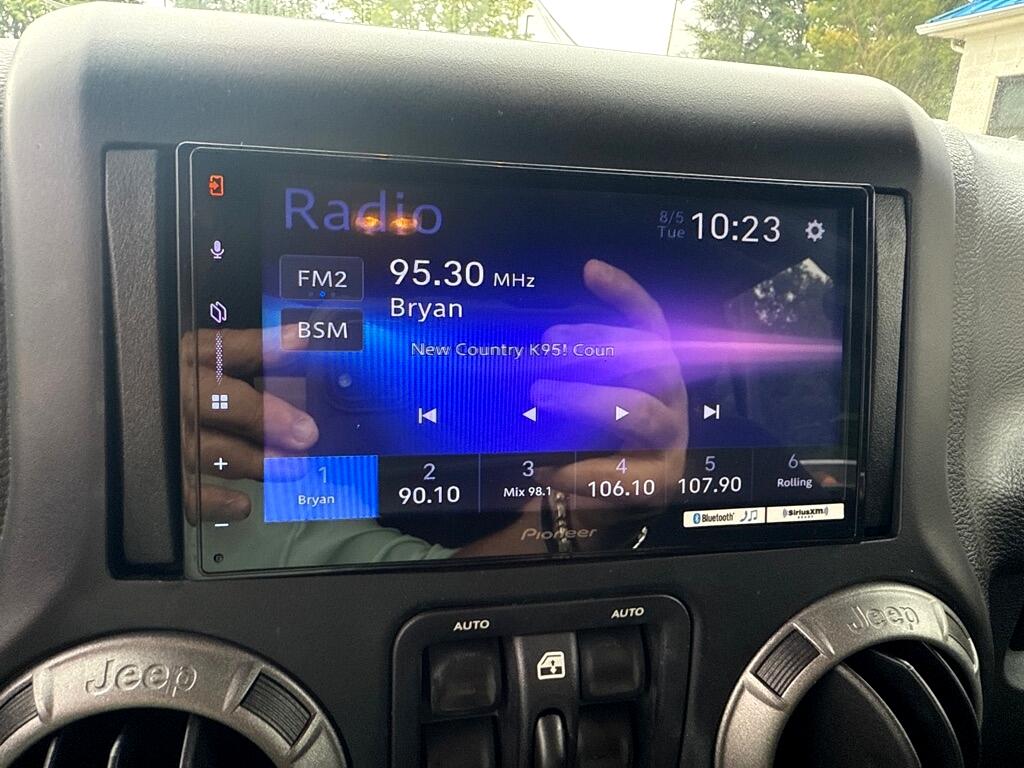 Radio
8/5
Tue
10:23
FM2
95.30 MHz
Bryan
BSM
New Country K95! Coun
1
Bryan
2
90.10
3
Mix 98.1
4
106.10
5
107.90
6
Rolling
Bluetooth
SiriusXM
Pioneer
AUTO
AUTO
Jeep
Jeep